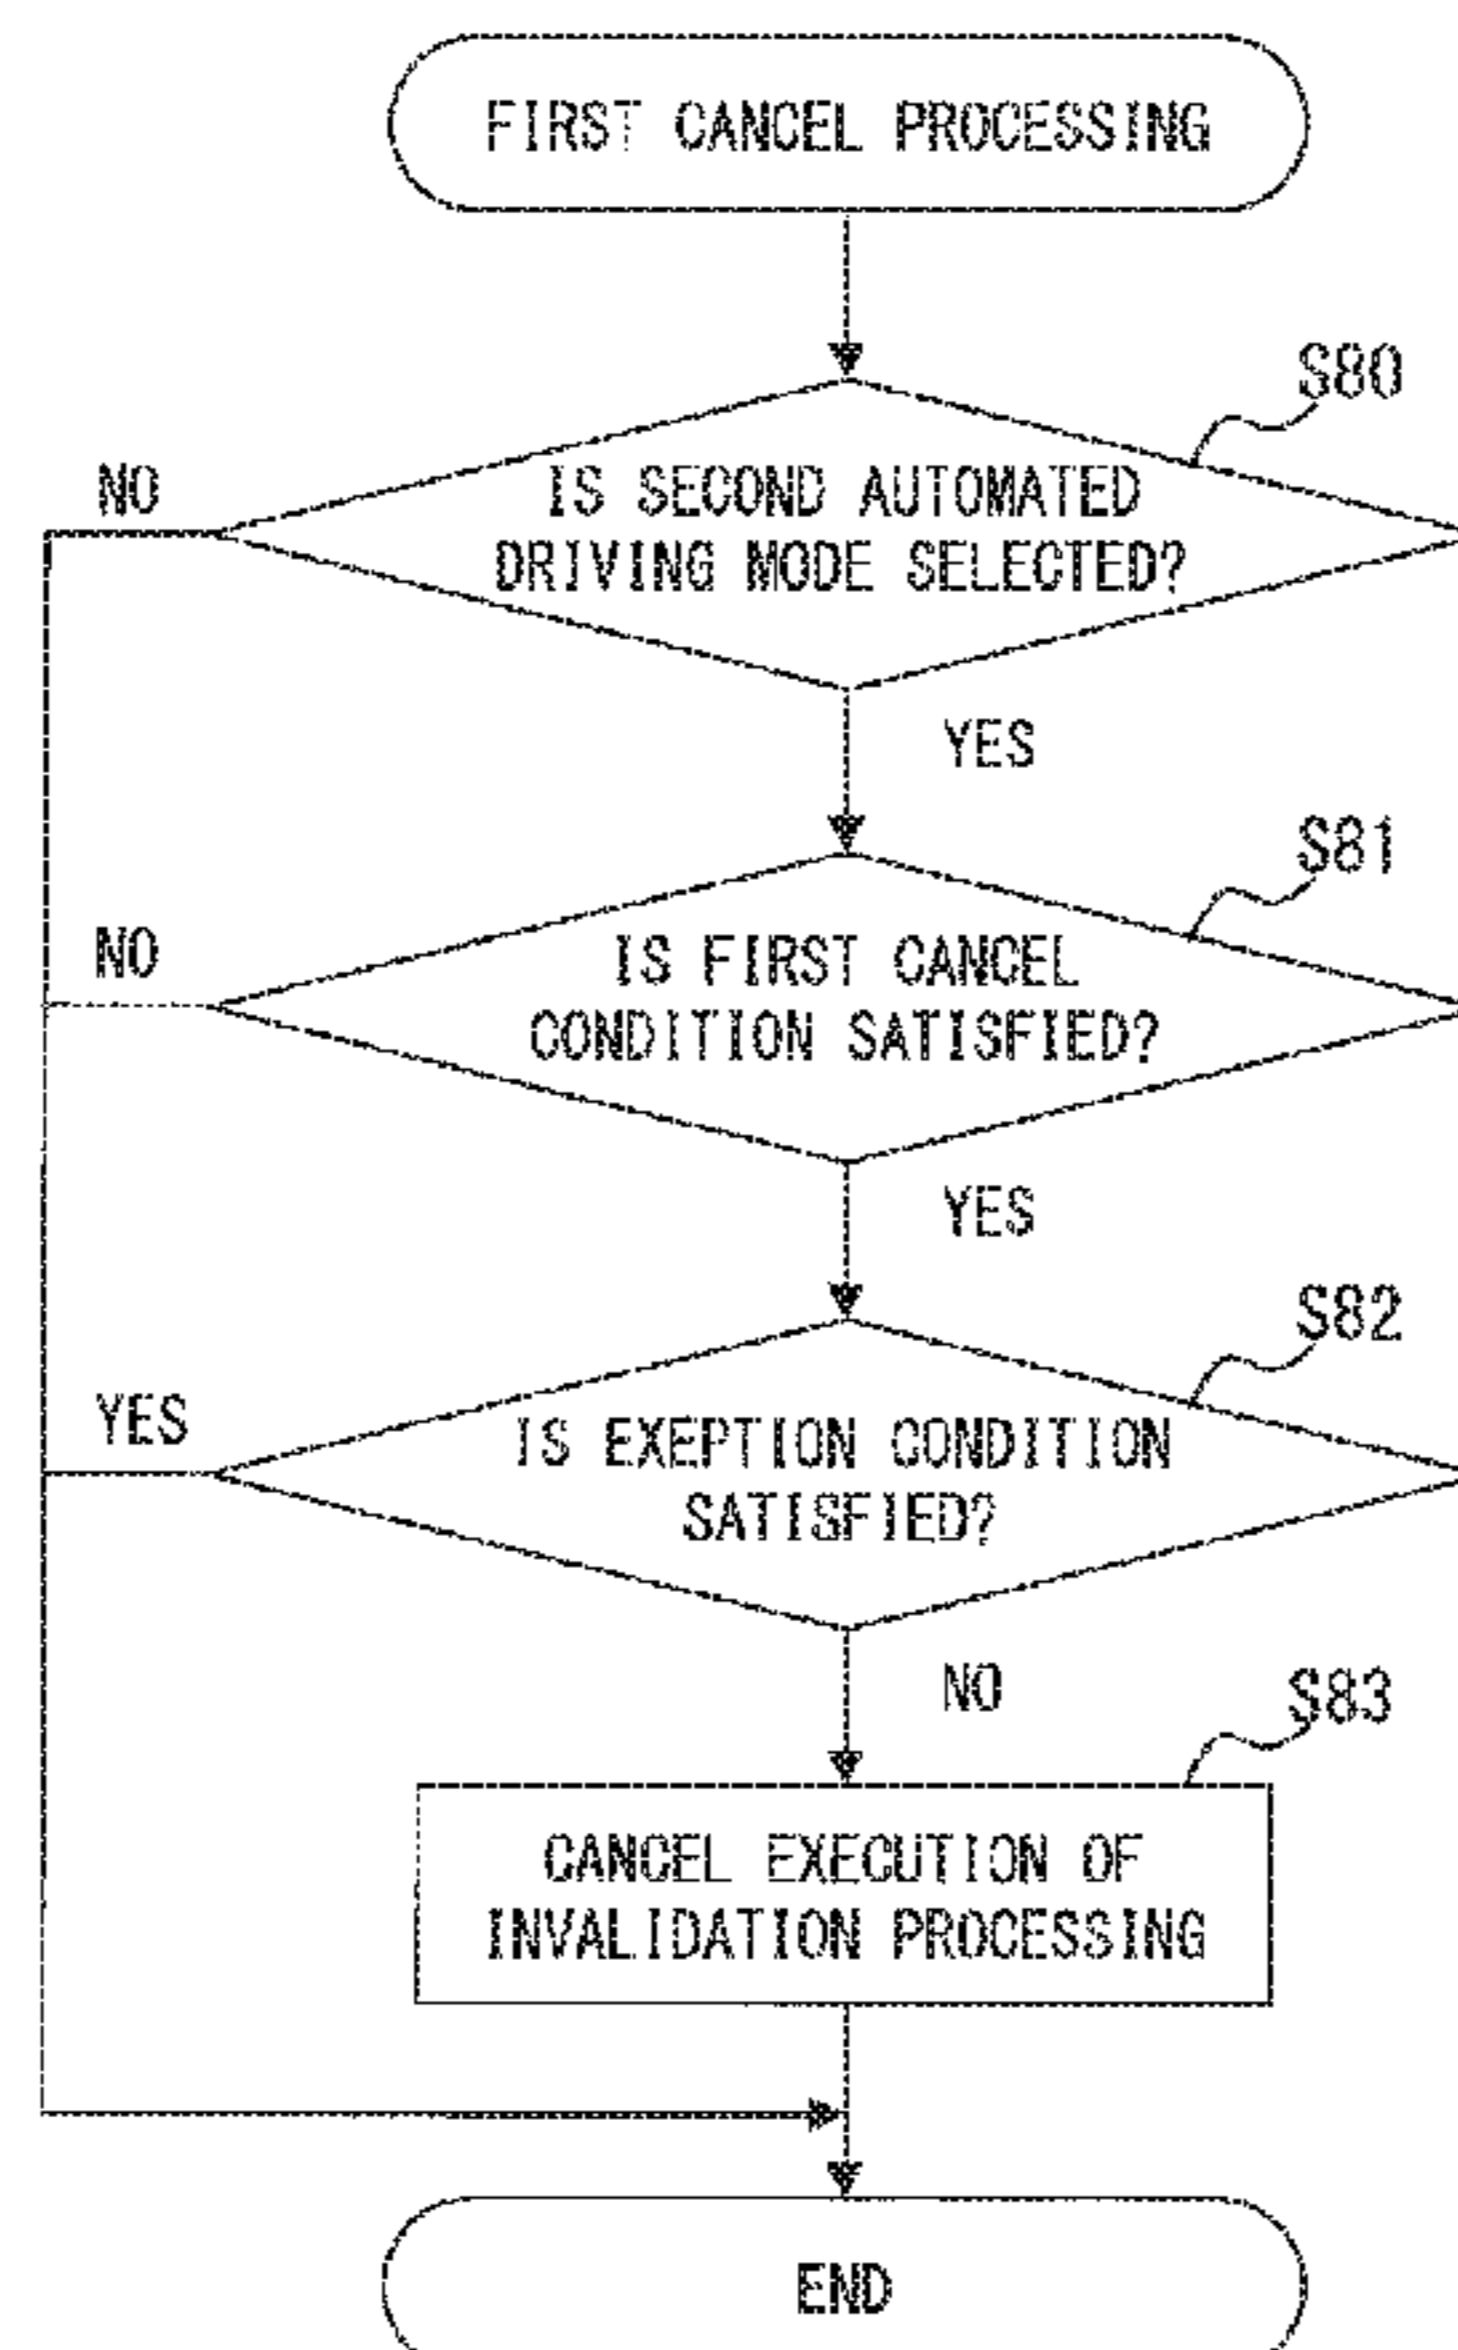 FIRST CANCEL PROCESSING
S80
NO
IS SECOND AUTOMATED
DRIVING MODE SELECTED?
YES
S81
NO
IS FIRST CANCEL
CONDITION SATISFIED?
YES
S82
YES
IS EXEPTION CONDITION
SATISFIED?
NO
S83
CANCEL EXECUTION OF
INVALIDATION PROCESSING
END